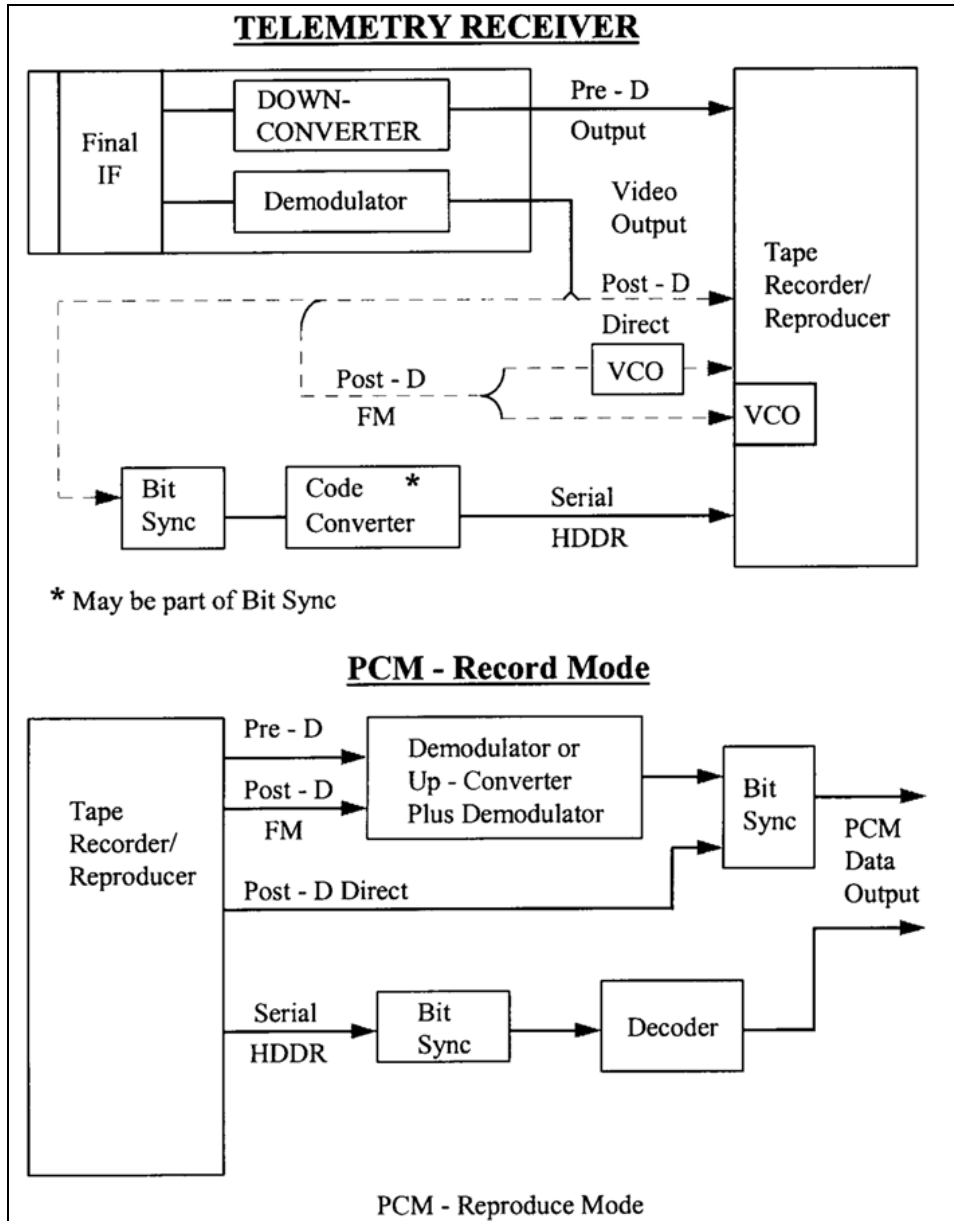 TELEMETRY RECEIVER
Final
IF
DOWN-
CONVERTER
Demodulator
Pre - D
Output
Video
Output
Tape
Recorder/
Reproducer
Post - D
Direct
VCO
Post - D
FM
VCO
Bit
Sync
Code *
Converter
Serial
HDDR
* May be part of Bit Sync
PCM - Record Mode
Tape
Recorder/
Reproducer
Pre - D
Post - D
FM
Demodulator or
Up - Converter
Plus Demodulator
Bit
Sync
PCM
Data
Output
Post - D Direct
Serial
HDDR
Bit
Sync
Decoder
PCM - Reproduce Mode